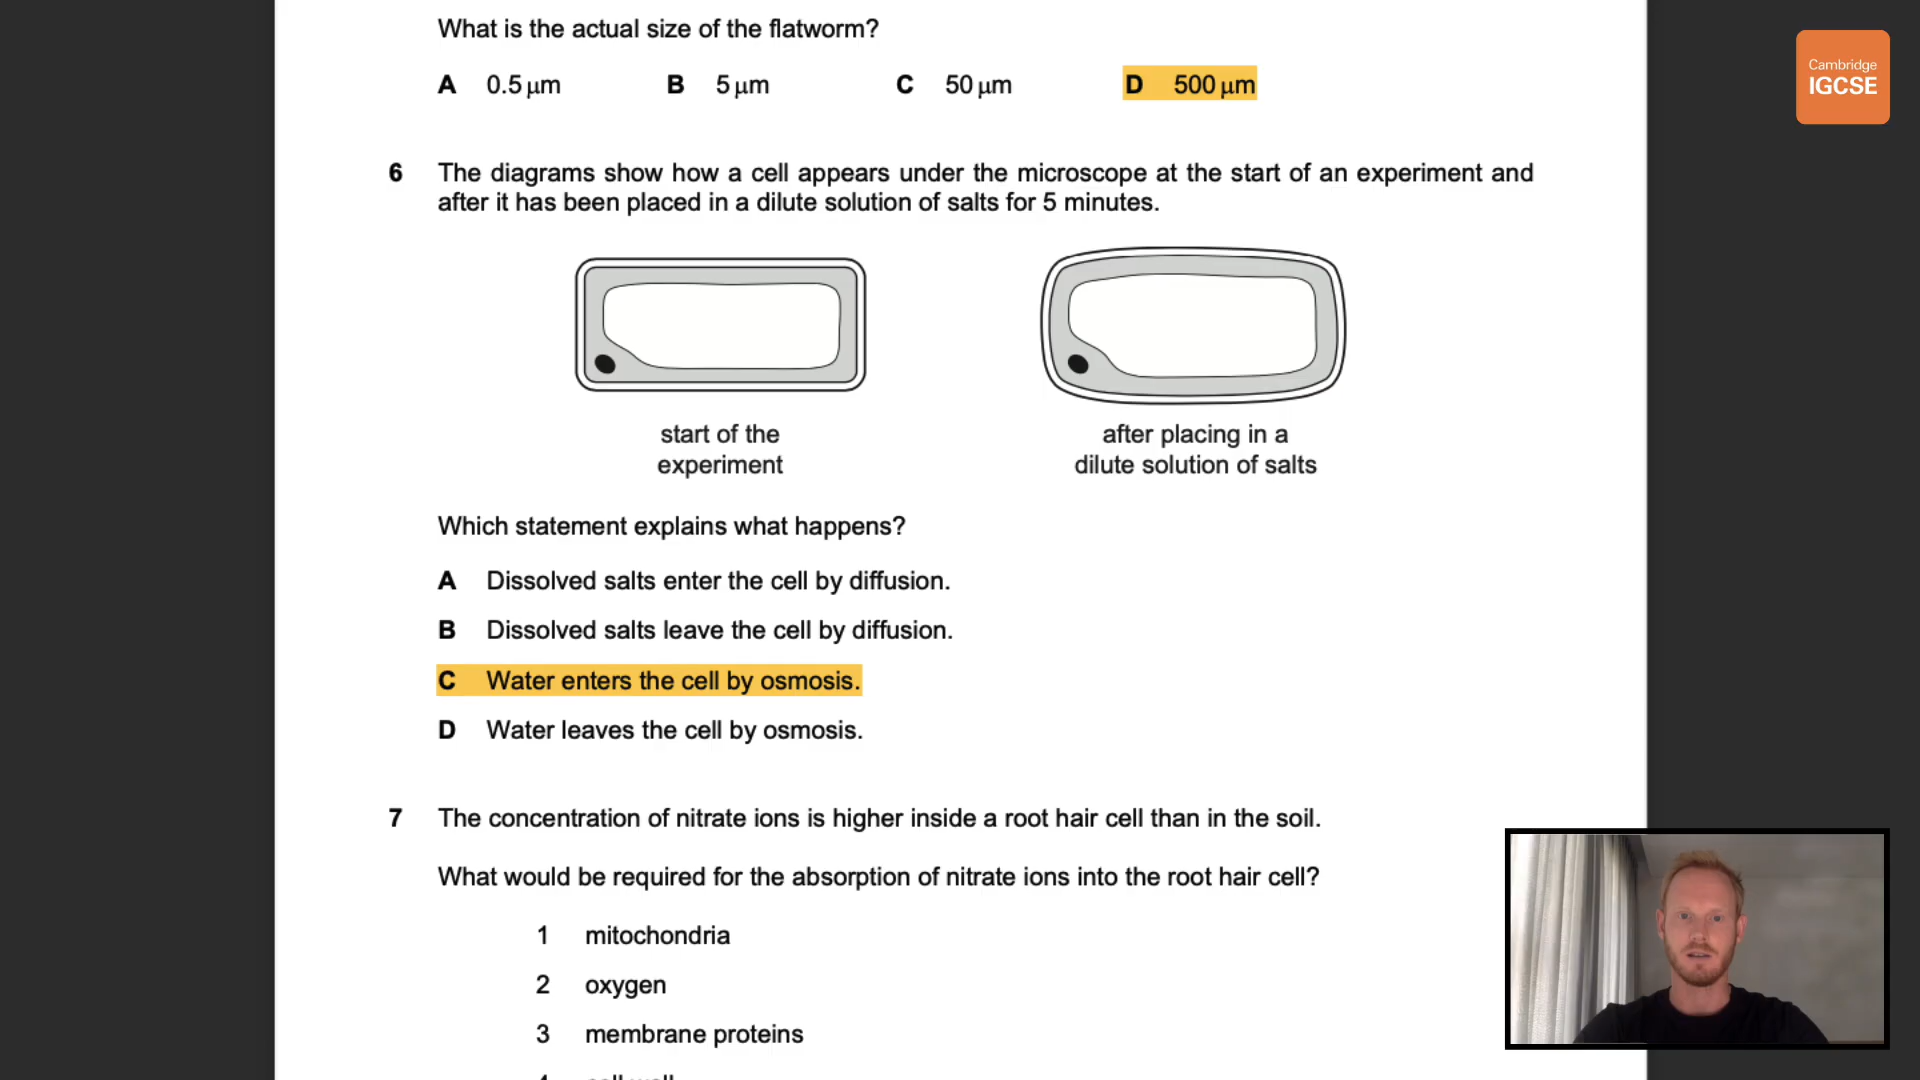 What is the actual size of the flatworm?
A 0.5 μm B 5 μm C 50 μm D 500 μm
Cambridge
IGCSE
6 The diagrams show how a cell appears under the microscope at the start of an experiment and
after it has been placed in a dilute solution of salts for 5 minutes.
start of the
experiment
after placing in a
dilute solution of salts
Which statement explains what happens?
A Dissolved salts enter the cell by diffusion.
B Dissolved salts leave the cell by diffusion.
C Water enters the cell by osmosis.
D Water leaves the cell by osmosis.
7 The concentration of nitrate ions is higher inside a root hair cell than in the soil.
What would be required for the absorption of nitrate ions into the root hair cell?
1 mitochondria
2 oxygen
3 membrane proteins